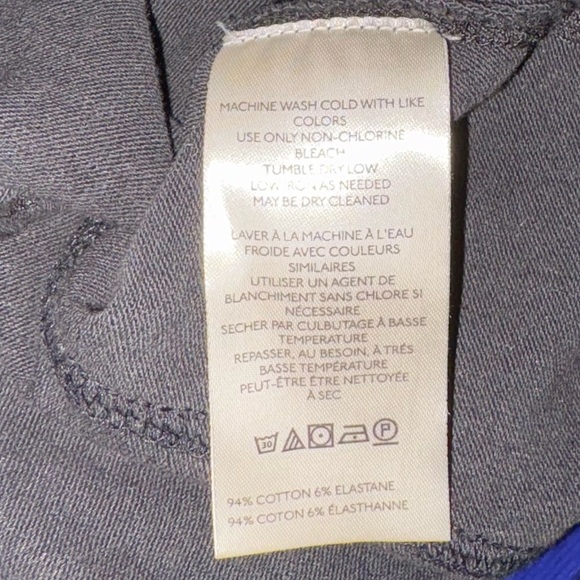 MACHINE WASH COLD WITH LIKE
COLORS
USE ONLY NON-CHLORINE
BLEACH
TUMBLE DRY LOW
LOW IRON AS NEEDED
MAY BE DRY CLEANED
LAVER À LA MACHINE À L'EAU
FROIDE AVEC COULEURS
SIMILAIRES
UTILISER UN AGENT DE
BLANCHIMENT SANS CHLORE SI
NÉCESSAIRE
SECHER PAR CULBUTAGE À BASSE
TEMPERATURE
REPASSER, AU BESOIN, À TRÉS
BASSE TEMPÉRATURE
PEUT-ÊTRE ÊTRE NETTOYÉE
À SEC
30 P
94% COTTON 6% ELASTANE
94% COTON 6% ÉLASTHANNE